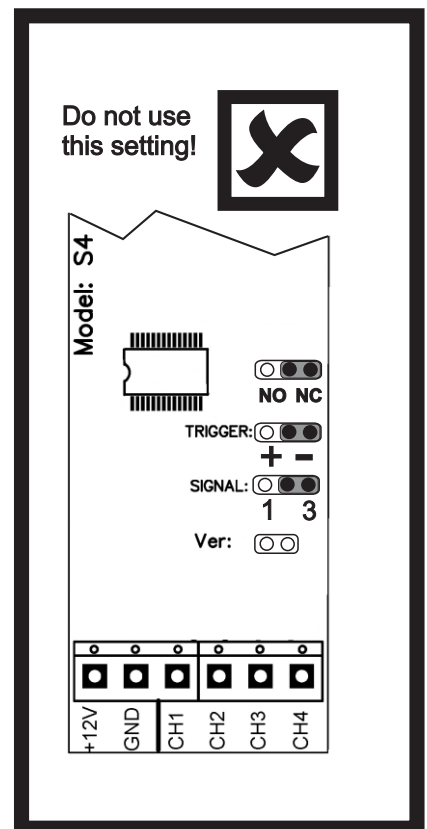 Do not use
this setting!
Model: S4
NO NC
TRIGGER:
+ −
SIGNAL:
1 3
Ver:
+12V
GND
CH1
CH2
CH3
CH4